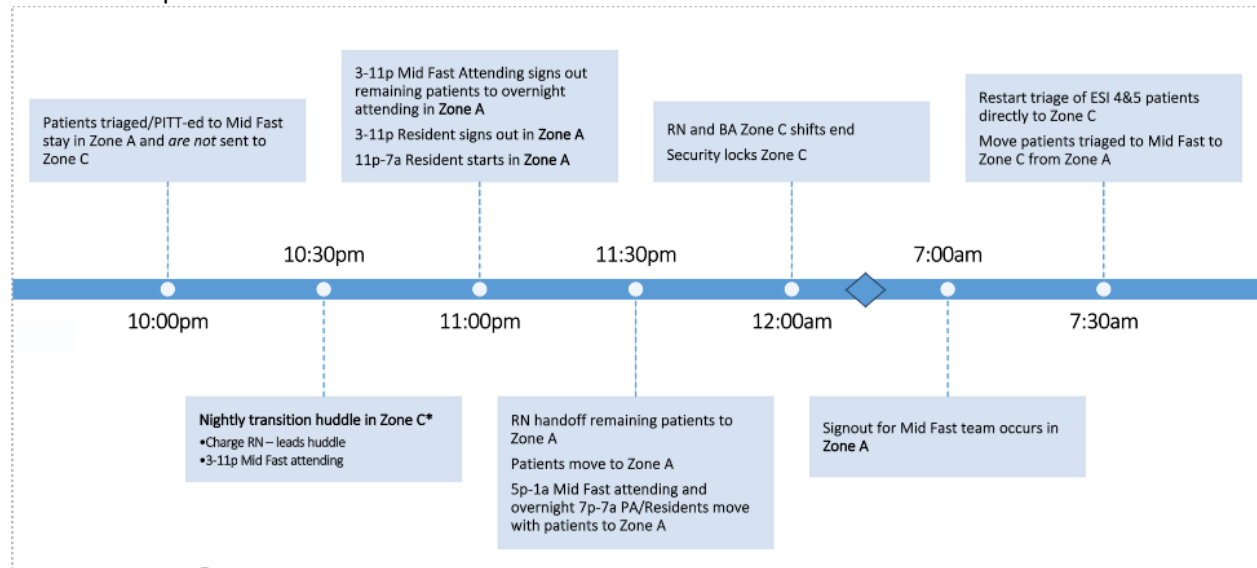 3-11p Mid Fast Attending signs out
remaining patients to overnight
attending in Zone A
3-11p Resident signs out in Zone A
11p-7a Resident starts in Zone A
Restart triage of ESI 4&5 patients
directly to Zone C
Move patients triaged to Mid Fast to
Zone C from Zone A
Patients triaged/PITT-ed to Mid Fast
stay in Zone A and are not sent to
Zone C
RN and BA Zone C shifts end
Security locks Zone C
10:30pm
11:30pm
7:00am
10:00pm
11:00pm
12:00am
7:30am
Nightly transition huddle in Zone C*
•Charge RN – leads huddle
•3-11p Mid Fast attending
RN handoff remaining patients to
Zone A
Patients move to Zone A
5p-1a Mid Fast attending and
overnight 7p-7a PA/Residents move
with patients to Zone A
Signout for Mid Fast team occurs in
Zone A